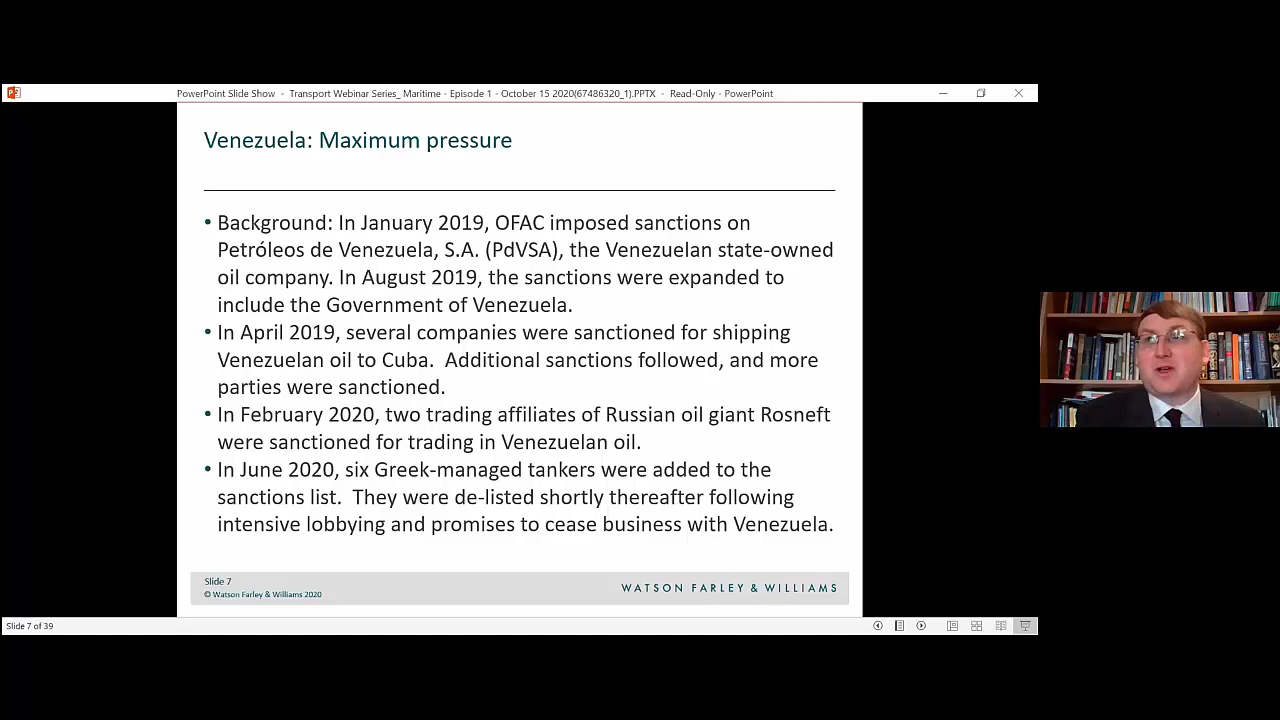 PowerPoint Slide Show - Transport Webinar Series_ Maritime - Episode 1 - October 15 2020(67486320_1).PPTX - Read-Only - PowerPoint
Venezuela: Maximum pressure
• Background: In January 2019, OFAC imposed sanctions on
Petróleos de Venezuela, S.A. (PdVSA), the Venezuelan state-owned
oil company. In August 2019, the sanctions were expanded to
include the Government of Venezuela.
• In April 2019, several companies were sanctioned for shipping
Venezuelan oil to Cuba. Additional sanctions followed, and more
parties were sanctioned.
• In February 2020, two trading affiliates of Russian oil giant Rosneft
were sanctioned for trading in Venezuelan oil.
• In June 2020, six Greek-managed tankers were added to the
sanctions list. They were de-listed shortly thereafter following
intensive lobbying and promises to cease business with Venezuela.
Slide 7
© Watson Farley & Williams 2020
WATSON FARLEY & WILLIAMS
Slide 7 of 39